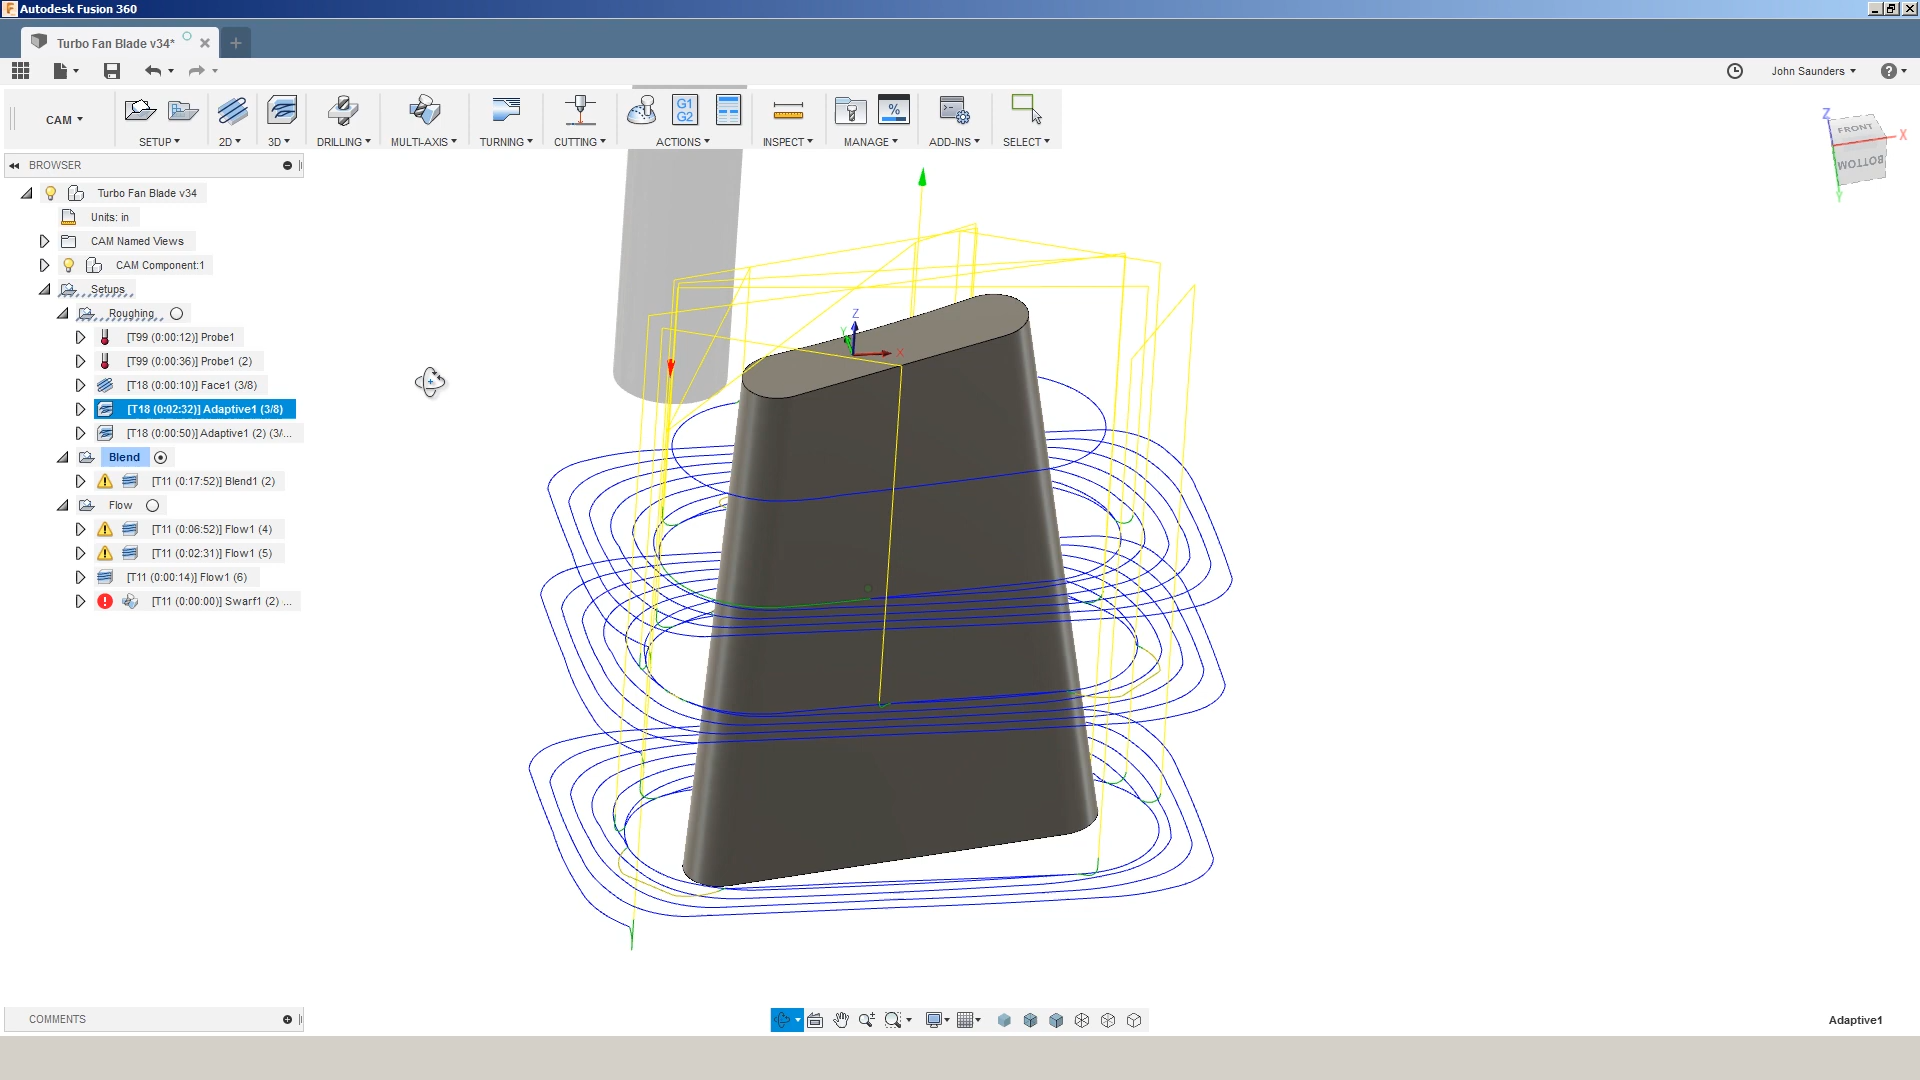 Autodesk Fusion 360
Turbo Fan Blade v34*
John Saunders
CAM
G1
G2
%
SETUP
2D
3D
DRILLING
MULTI-AXIS
TURNING
CUTTING
ACTIONS
INSPECT
MANAGE
ADD-INS
SELECT
Z
FRONT
X
BOTTOM
Y
BROWSER
Turbo Fan Blade v34
Units: in
CAM Named Views
CAM Component:1
Setups
Roughing
[T99 (0:00:12)] Probe1
[T99 (0:00:36)] Probe1 (2)
[T18 (0:00:10)] Face1 (3/8)
[T18 (0:02:32)] Adaptive1 (3/8)
[T18 (0:00:50)] Adaptive1 (2) (3/...
Blend
[T11 (0:17:52)] Blend1 (2)
Flow
[T11 (0:06:52)] Flow1 (4)
[T11 (0:02:31)] Flow1 (5)
[T11 (0:00:14)] Flow1 (6)
[T11 (0:00:00)] Swarf1 (2) ...
Z
Y
X
COMMENTS
Adaptive1